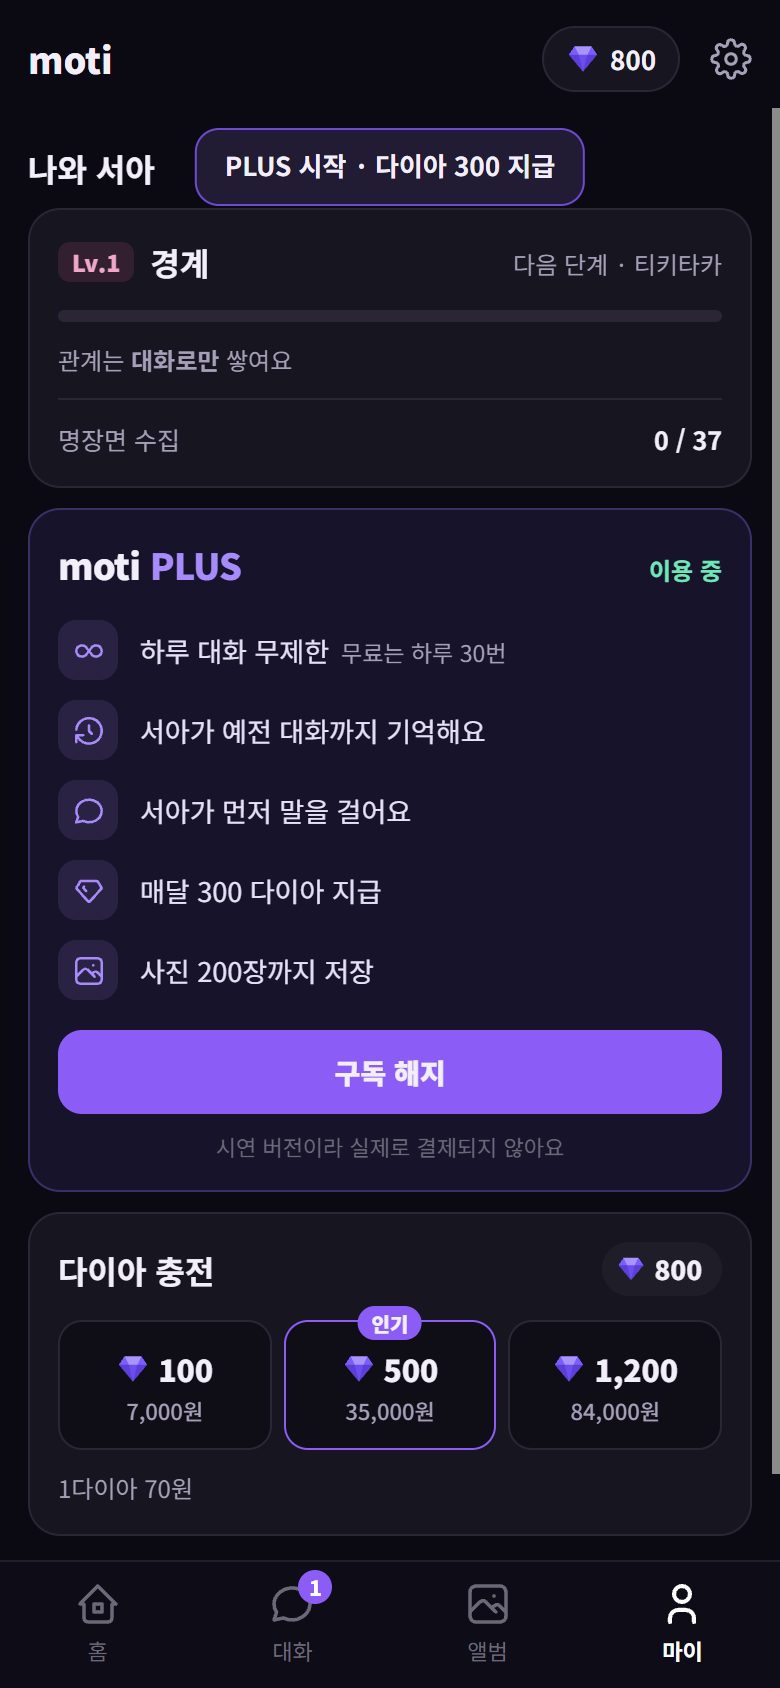 moti
800
나와 서아
PLUS 시작 · 다이아 300 지급
Lv.1 경계
다음 단계 · 티키타카
관계는 대화로만 쌓여요
명장면 수집
0 / 37
moti PLUS
이용 중
하루 대화 무제한 무료는 하루 30번
서아가 예전 대화까지 기억해요
서아가 먼저 말을 걸어요
매달 300 다이아 지급
사진 200장까지 저장
구독 해지
시연 버전이라 실제로 결제되지 않아요
다이아 충전
800
100
7,000원
인기
500
35,000원
1,200
84,000원
1다이아 70원
홈
1
대화
앨범
마이